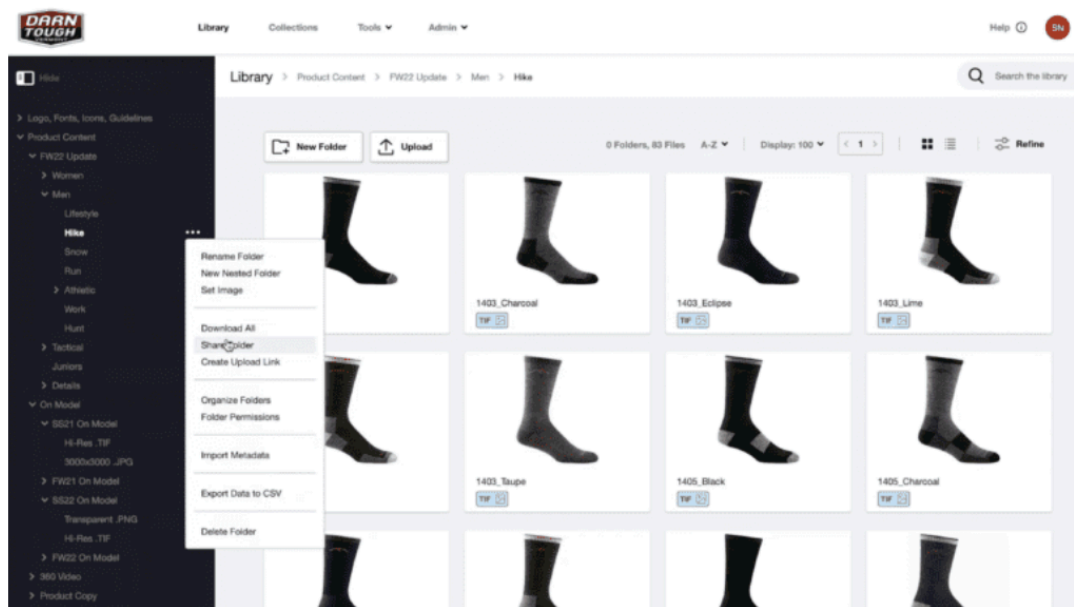 DARN
TOUGH
VERMONT
Library
Collections
Tools
Admin
Help
SN
Hide
Library > Product Content > FW22 Update > Men > Hike
Search the library
> Logo, Fonts, Icons, Guidelines
Product Content
FW22 Update
> Women
Men
Lifestyle
Hike
Snow
Run
> Athletic
Work
Hunt
> Tactical
Juniors
> Details
On Model
SS21 On Model
Hi-Res .TIF
3000x3000 .JPG
> FW21 On Model
SS22 On Model
Transparent .PNG
Hi-Res .TIF
> FW22 On Model
> 360 Video
> Product Copy
...
Rename Folder
New Nested Folder
Set Image
Download All
Share Folder
Create Upload Link
Organize Folders
Folder Permissions
Import Metadata
Export Data to CSV
Delete Folder
New Folder
Upload
0 Folders, 83 Files
A-Z
Display: 100
< 1 >
Refine
1403_Charcoal
TIF
1403_Eclipse
TIF
1403_Lime
TIF
1403_Taupe
TIF
1405_Black
TIF
1405_Charcoal
TIF